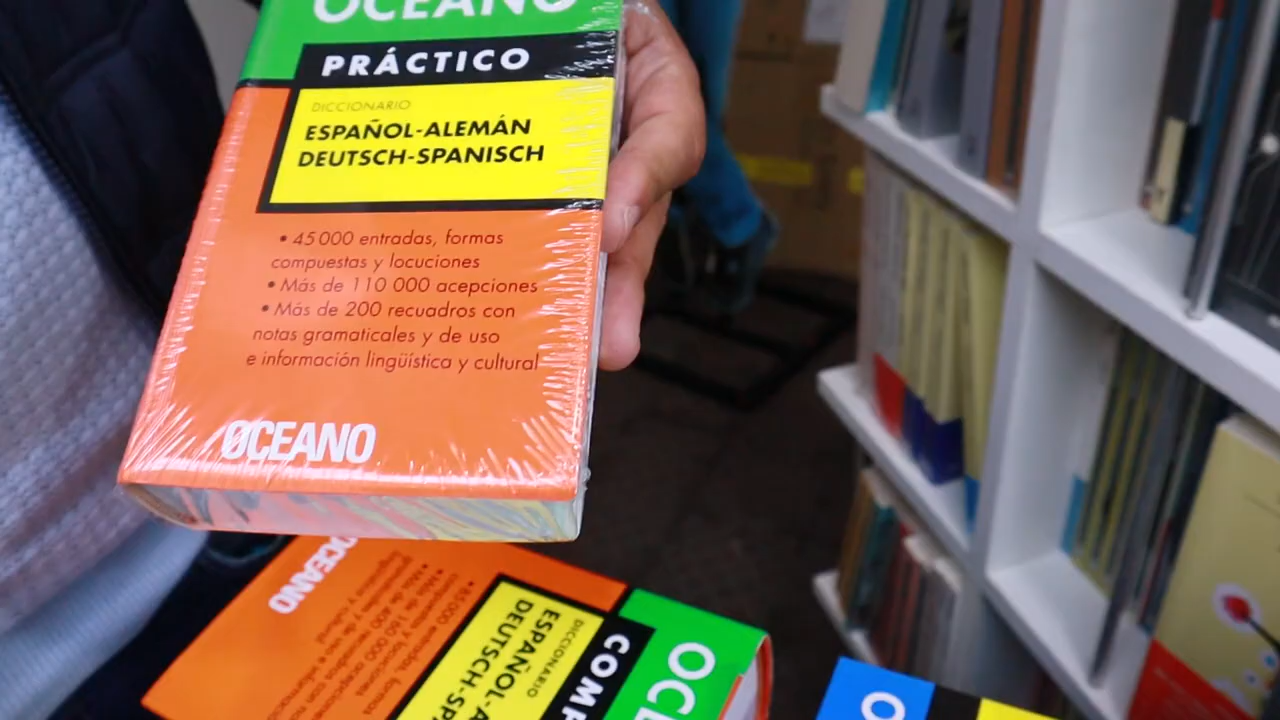 OCEANO
PRÁCTICO
DICCIONARIO
ESPAÑOL-ALEMÁN
DEUTSCH-SPANISCH
• 45 000 entradas, formas
compuestas y locuciones
• Más de 110 000 acepciones
• Más de 200 recuadros con
notas gramaticales y de uso
e información lingüística y cultural
OCEANO
OCEANO
DICCIONARIO
ESPAÑOL-A
DEUTSCH-SP
COMP
OCE
O